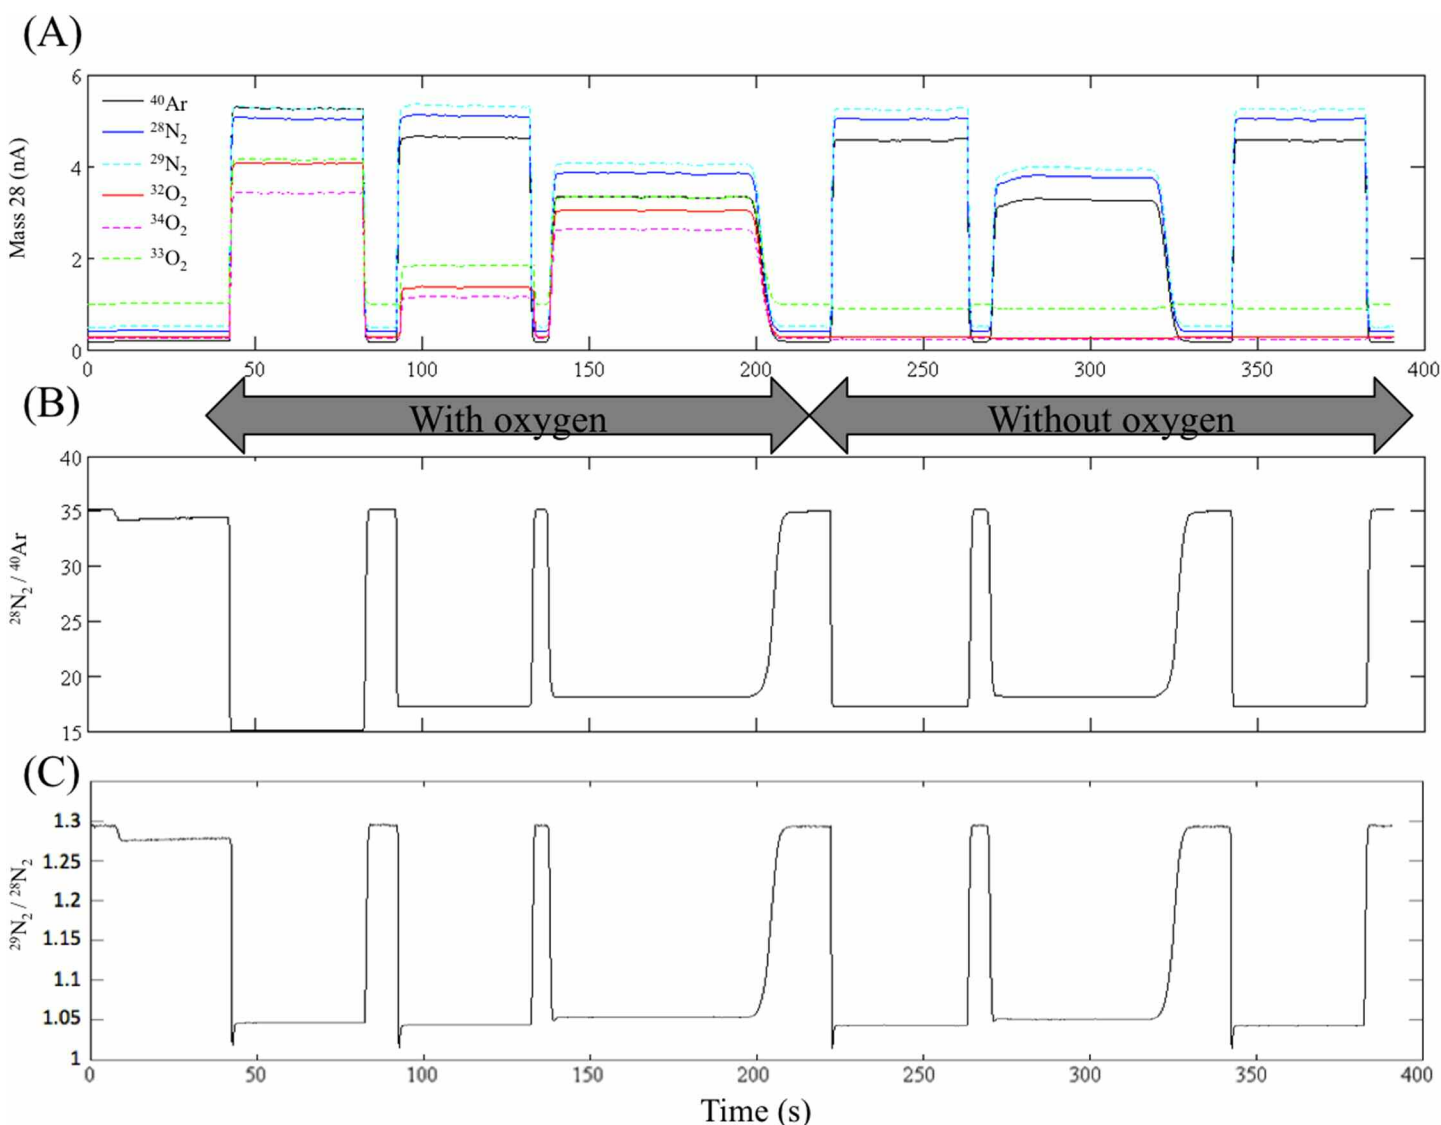 (A)
6
4
2
0
Mass 28 (nA)
⁴⁰Ar
²⁸N₂
²⁹N₂
³²O₂
³⁴O₂
³³O₂
0 50 100 150 200 250 300 350 400
(B)
With oxygen
Without oxygen
40
35
30
25
20
15
²⁸N₂ / ⁴⁰Ar
(C)
1.3
1.25
1.2
1.15
1.1
1.05
1
²⁹N₂ / ²⁸N₂
0 50 100 150 200 250 300 350 400
Time (s)